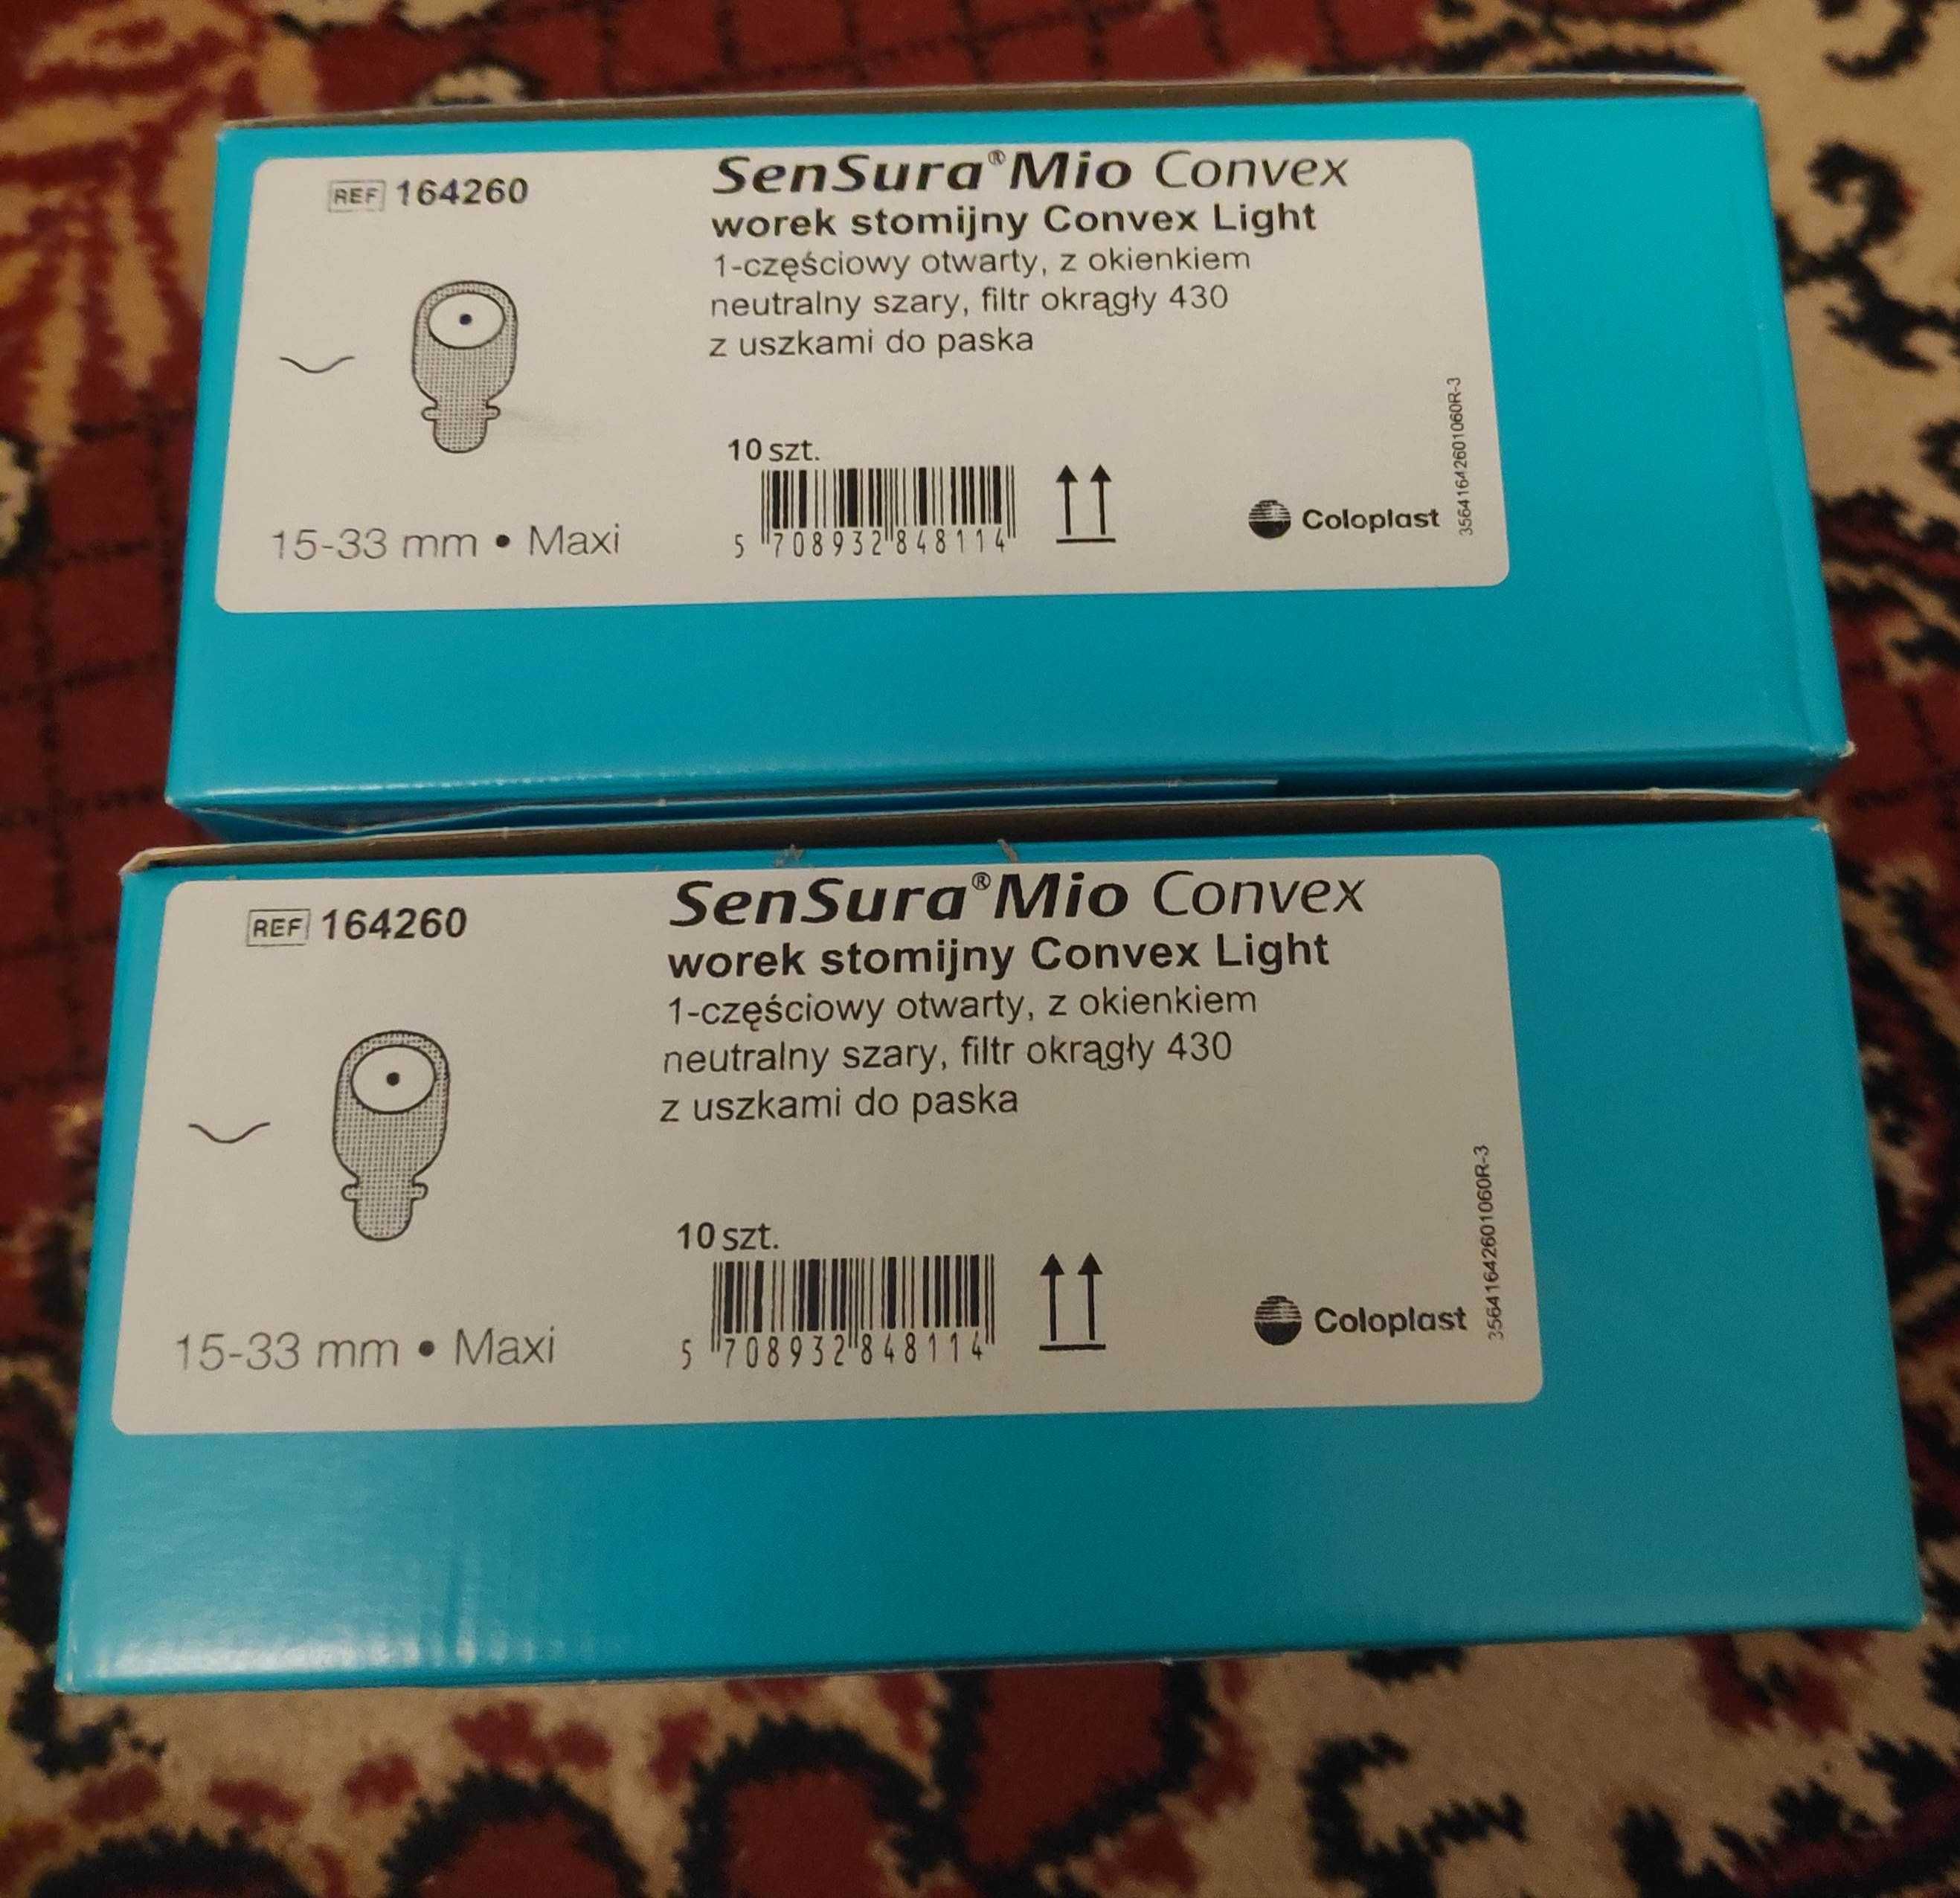 REF 164260
SenSura®Mio Convex
worek stomijny Convex Light
1-częściowy otwarty, z okienkiem
neutralny szary, filtr okrągły 430
z uszkami do paska
10 szt.
5 708932 848114
15-33 mm • Maxi
Coloplast
35641642601060R-3
REF 164260
SenSura®Mio Convex
worek stomijny Convex Light
1-częściowy otwarty, z okienkiem
neutralny szary, filtr okrągły 430
z uszkami do paska
10 szt.
5 708932 848114
15-33 mm • Maxi
Coloplast
35641642601060R-3